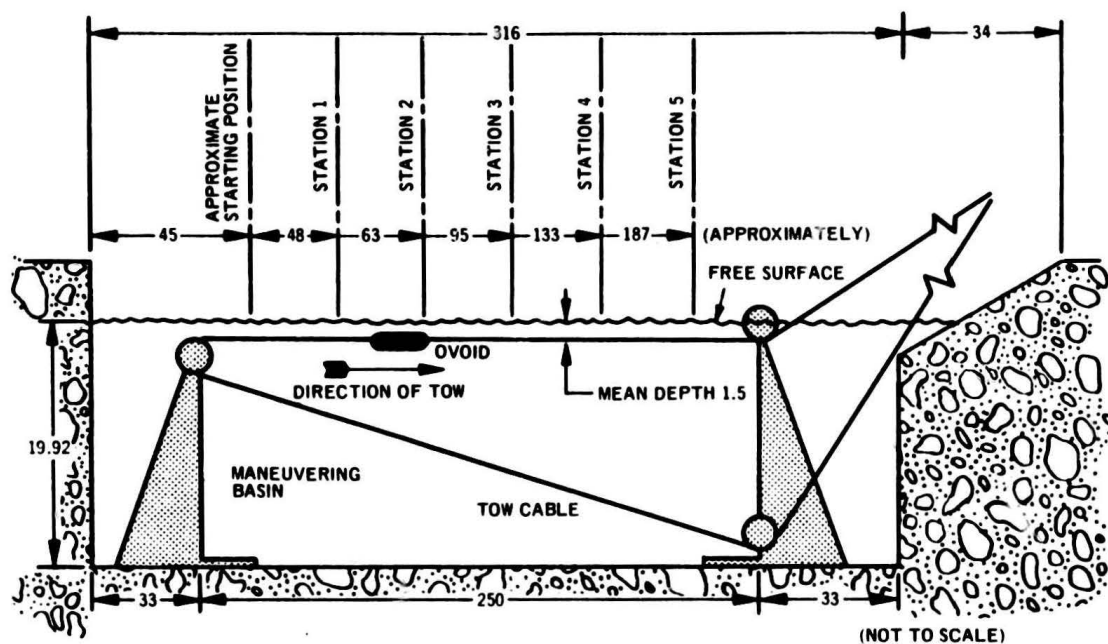 316
34
APPROXIMATE
STARTING POSITION
STATION 1
STATION 2
STATION 3
STATION 4
STATION 5
45
48
63
95
133
187
(APPROXIMATELY)
FREE SURFACE
OVOID
DIRECTION OF TOW
MEAN DEPTH 1.5
19.92
MANEUVERING
BASIN
TOW CABLE
33
250
33
(NOT TO SCALE)